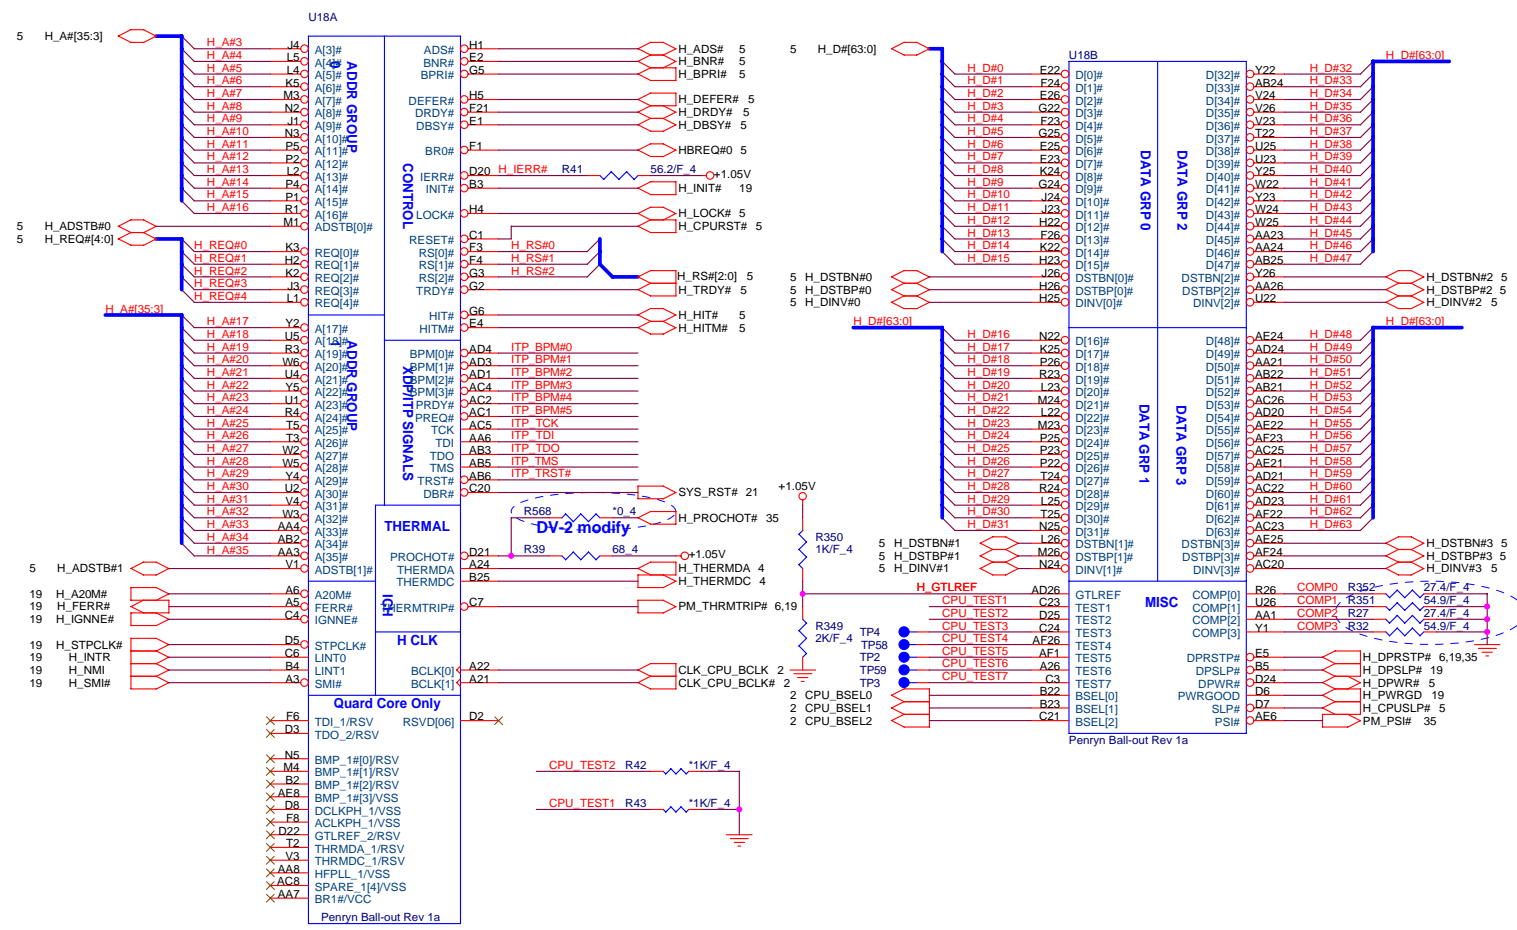 U18A
5 H_A#[35:3]
H_A#3 J4 A[3]#
H_A#4 L5 A[4]#
H_A#5 L4 A[5]#
H_A#6 K5 A[6]#
H_A#7 M3 A[7]#
H_A#8 N2 A[8]#
H_A#9 J1 A[9]#
H_A#10 N3 A[10]#
H_A#11 P5 A[11]#
H_A#12 P2 A[12]#
H_A#13 L2 A[13]#
H_A#14 P4 A[14]#
H_A#15 P1 A[15]#
H_A#16 R1 A[16]#
5 H_ADSTB#0 M1 ADSTB[0]#
5 H_REQ#[4:0]
H_REQ#0 K3 REQ[0]#
H_REQ#1 H2 REQ[1]#
H_REQ#2 K2 REQ[2]#
H_REQ#3 J3 REQ[3]#
H_REQ#4 L1 REQ[4]#
ADDR GROUP 0
H_A#[35:3]
H_A#17 Y2 A[17]#
H_A#18 U5 A[18]#
H_A#19 R3 A[19]#
H_A#20 W6 A[20]#
H_A#21 U4 A[21]#
H_A#22 Y5 A[22]#
H_A#23 U1 A[23]#
H_A#24 R4 A[24]#
H_A#25 T5 A[25]#
H_A#26 T3 A[26]#
H_A#27 W2 A[27]#
H_A#28 W5 A[28]#
H_A#29 Y4 A[29]#
H_A#30 U2 A[30]#
H_A#31 V4 A[31]#
H_A#32 W3 A[32]#
H_A#33 AA4 A[33]#
H_A#34 AB2 A[34]#
H_A#35 AA3 A[35]#
5 H_ADSTB#1 V1 ADSTB[1]#
ADDR GROUP 1
19 H_A20M# A6 A20M#
19 H_FERR# A5 FERR#
19 H_IGNNE# C4 IGNNE#
19 H_STPCLK# D5 STPCLK#
19 H_INTR C6 LINT0
19 H_NMI B4 LINT1
19 H_SMI# A3 SMI#
ICH
ADS# H1 H_ADS# 5
BNR# E2 H_BNR# 5
BPRI# G5 H_BPRI# 5
DEFER# H5 H_DEFER# 5
DRDY# F21 H_DRDY# 5
DBSY# E1 H_DBSY# 5
BR0# F1 HBREQ#0 5
IERR# D20 H_IERR# R41 56.2/F_4 +1.05V
INIT# B3 H_INIT# 19
LOCK# H4 H_LOCK# 5
RESET# C1 H_CPURST# 5
RS[0]# F3 H_RS#0
RS[1]# F4 H_RS#1
RS[2]# G3 H_RS#2 H_RS#[2:0] 5
TRDY# G2 H_TRDY# 5
HIT# G6 H_HIT# 5
HITM# E4 H_HITM# 5
CONTROL
BPM[0]# AD4 ITP_BPM#0
BPM[1]# AD3 ITP_BPM#1
BPM[2]# AD1 ITP_BPM#2
BPM[3]# AC4 ITP_BPM#3
PRDY# AC2 ITP_BPM#4
PREQ# AC1 ITP_BPM#5
TCK AC5 ITP_TCK
TDI AA6 ITP_TDI
TDO AB3 ITP_TDO
TMS AB5 ITP_TMS
TRST# AB6 ITP_TRST#
DBR# C20 SYS_RST# 21
XDP/ITP SIGNALS
R568 *0_4 H_PROCHOT# 35
DV-2 modify
THERMAL
PROCHOT# D21 R39 68_4 +1.05V
THERMDA A24 H_THERMDA 4
THERMDC B25 H_THERMDC 4
THERMTRIP# C7 PM_THRMTRIP# 6,19
H CLK
BCLK[0] A22 CLK_CPU_BCLK 2
BCLK[1] A21 CLK_CPU_BCLK# 2
Quard Core Only
F6 TDI_1/RSV RSVD[06] D2
D3 TDO_2/RSV
N5 BMP_1#[0]/RSV
M4 BMP_1#[1]/RSV
B2 BMP_1#[2]/RSV
AE8 BMP_1#[3]/VSS
D8 DCLKPH_1/VSS
F8 ACLKPH_1/VSS
D22 GTLREF_2/RSV
T2 THRMDA_1/RSV
V3 THRMDC_1/RSV
AA8 HFPLL_1/VSS
AC8 SPARE_1[4]/VSS
AA7 BR1#/VCC
Penryn Ball-out Rev 1a
CPU_TEST2 R42 *1K/F_4
CPU_TEST1 R43 *1K/F_4
U18B
5 H_D#[63:0]
H_D#0 E22 D[0]#
H_D#1 F24 D[1]#
H_D#2 E26 D[2]#
H_D#3 G22 D[3]#
H_D#4 F23 D[4]#
H_D#5 G25 D[5]#
H_D#6 E25 D[6]#
H_D#7 E23 D[7]#
H_D#8 K24 D[8]#
H_D#9 G24 D[9]#
H_D#10 J24 D[10]#
H_D#11 J23 D[11]#
H_D#12 H22 D[12]#
H_D#13 F26 D[13]#
H_D#14 K22 D[14]#
H_D#15 H23 D[15]#
5 H_DSTBN#0 J26 DSTBN[0]#
5 H_DSTBP#0 H26 DSTBP[0]#
5 H_DINV#0 H25 DINV[0]#
DATA GRP 0
H_D#[63:0]
H_D#16 N22 D[16]#
H_D#17 K25 D[17]#
H_D#18 P26 D[18]#
H_D#19 R23 D[19]#
H_D#20 L23 D[20]#
H_D#21 M24 D[21]#
H_D#22 L22 D[22]#
H_D#23 M23 D[23]#
H_D#24 P25 D[24]#
H_D#25 P23 D[25]#
H_D#26 P22 D[26]#
H_D#27 T24 D[27]#
H_D#28 R24 D[28]#
H_D#29 L25 D[29]#
H_D#30 T25 D[30]#
H_D#31 N25 D[31]#
5 H_DSTBN#1 L26 DSTBN[1]#
5 H_DSTBP#1 M26 DSTBP[1]#
5 H_DINV#1 N24 DINV[1]#
DATA GRP 1
H_D#[63:0]
D[32]# Y22 H_D#32
D[33]# AB24 H_D#33
D[34]# V24 H_D#34
D[35]# V26 H_D#35
D[36]# V23 H_D#36
D[37]# T22 H_D#37
D[38]# U25 H_D#38
D[39]# U23 H_D#39
D[40]# Y25 H_D#40
D[41]# W22 H_D#41
D[42]# Y23 H_D#42
D[43]# W24 H_D#43
D[44]# W25 H_D#44
D[45]# AA23 H_D#45
D[46]# AA24 H_D#46
D[47]# AB25 H_D#47
DSTBN[2]# Y26 H_DSTBN#2 5
DSTBP[2]# AA26 H_DSTBP#2 5
DINV[2]# U22 H_DINV#2 5
DATA GRP 2
H_D#[63:0]
D[48]# AE24 H_D#48
D[49]# AD24 H_D#49
D[50]# AA21 H_D#50
D[51]# AB22 H_D#51
D[52]# AB21 H_D#52
D[53]# AC26 H_D#53
D[54]# AD20 H_D#54
D[55]# AE22 H_D#55
D[56]# AF23 H_D#56
D[57]# AC25 H_D#57
D[58]# AE21 H_D#58
D[59]# AD21 H_D#59
D[60]# AC22 H_D#60
D[61]# AD23 H_D#61
D[62]# AF22 H_D#62
D[63]# AC23 H_D#63
DSTBN[3]# AE25 H_DSTBN#3 5
DSTBP[3]# AF24 H_DSTBP#3 5
DINV[3]# AC20 H_DINV#3 5
DATA GRP 3
+1.05V
R350
1K/F_4
R349
2K/F_4
H_GTLREF AD26 GTLREF
CPU_TEST1 C23 TEST1
CPU_TEST2 D25 TEST2
TP4 CPU_TEST3 C24 TEST3
TP58 CPU_TEST4 AF26 TEST4
TP2 CPU_TEST5 AF1 TEST5
TP59 CPU_TEST6 A26 TEST6
TP3 CPU_TEST7 C3 TEST7
2 CPU_BSEL0 B22 BSEL[0]
2 CPU_BSEL1 B23 BSEL[1]
2 CPU_BSEL2 C21 BSEL[2]
MISC
COMP[0] R26 COMP0 R352 27.4/F_4
COMP[1] U26 COMP1 R351 54.9/F_4
COMP[2] AA1 COMP2 R27 27.4/F_4
COMP[3] Y1 COMP3 R32 54.9/F_4
DPRSTP# E5 H_DPRSTP# 6,19,35
DPSLP# B5 H_DPSLP# 19
DPWR# D24 H_DPWR# 5
PWRGOOD D6 H_PWRGD 19
SLP# D7 H_CPUSLP# 5
PSI# AE6 PM_PSI# 35
Penryn Ball-out Rev 1a